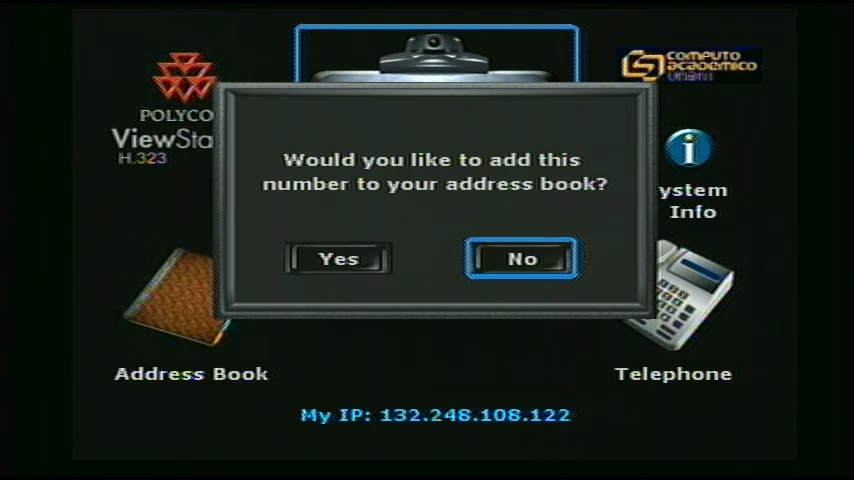 POLYCO
ViewSta
H.323
COMPUTO
ACADEMICO
UNAM
Would you like to add this
number to your address book?
Yes
No
ystem
Info
Address Book
Telephone
My IP: 132.248.108.122